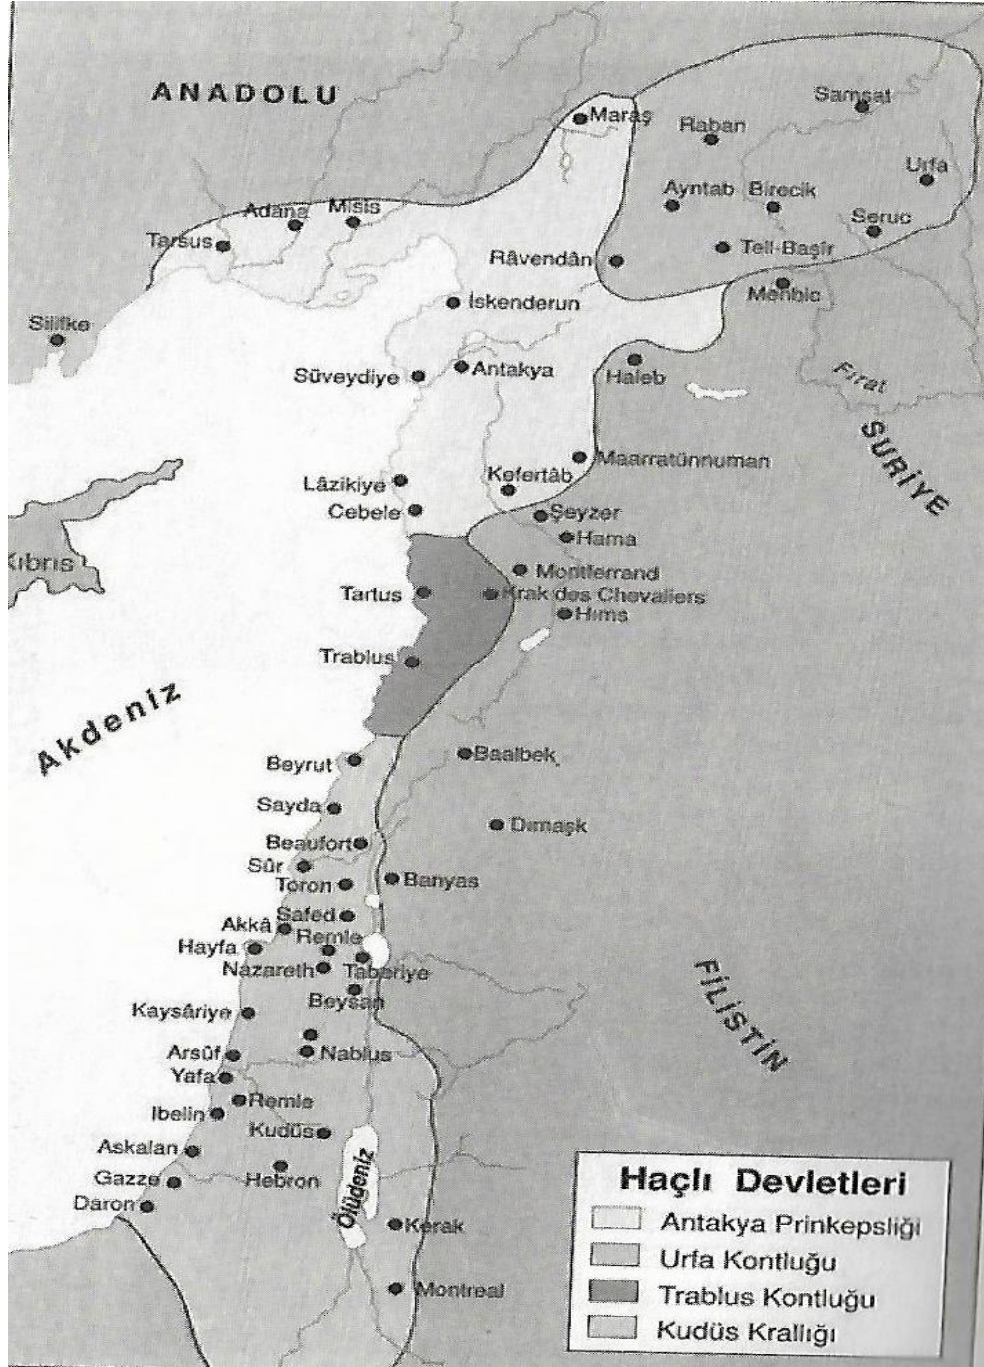 ANADOLU
Maraş
Samsat
Raban
Urfa
Ayntab
Birecik
Adana
Misis
Seruc
Tarsus
Tell-Başîr
Râvendân
Menbic
İskenderun
Silifke
Antakya
Süveydiye
Haleb
Fırat
SURİYE
Maarratünnuman
Kefertâb
Lâzikiye
Cebele
Şeyzer
Hama
Kıbrıs
Montferrand
Tartus
Krak des Chevaliers
Hıms
Trablus
Akdeniz
Beyrut
Baalbek
Sayda
Dımaşk
Beaufort
Sûr
Toron
Banyas
Safed
Akkâ
Remle
Hayfa
Nazareth
Taberiye
Beysan
FİLİSTİN
Kaysâriye
Arsûf
Nablus
Yafa
Remle
Ibelin
Kudüs
Askalan
Gazze
Hebron
Ölüdeniz
Daron
Kerak
Montreal
Haçlı Devletleri
Antakya Prinkepsliği
Urfa Kontluğu
Trablus Kontluğu
Kudüs Krallığı